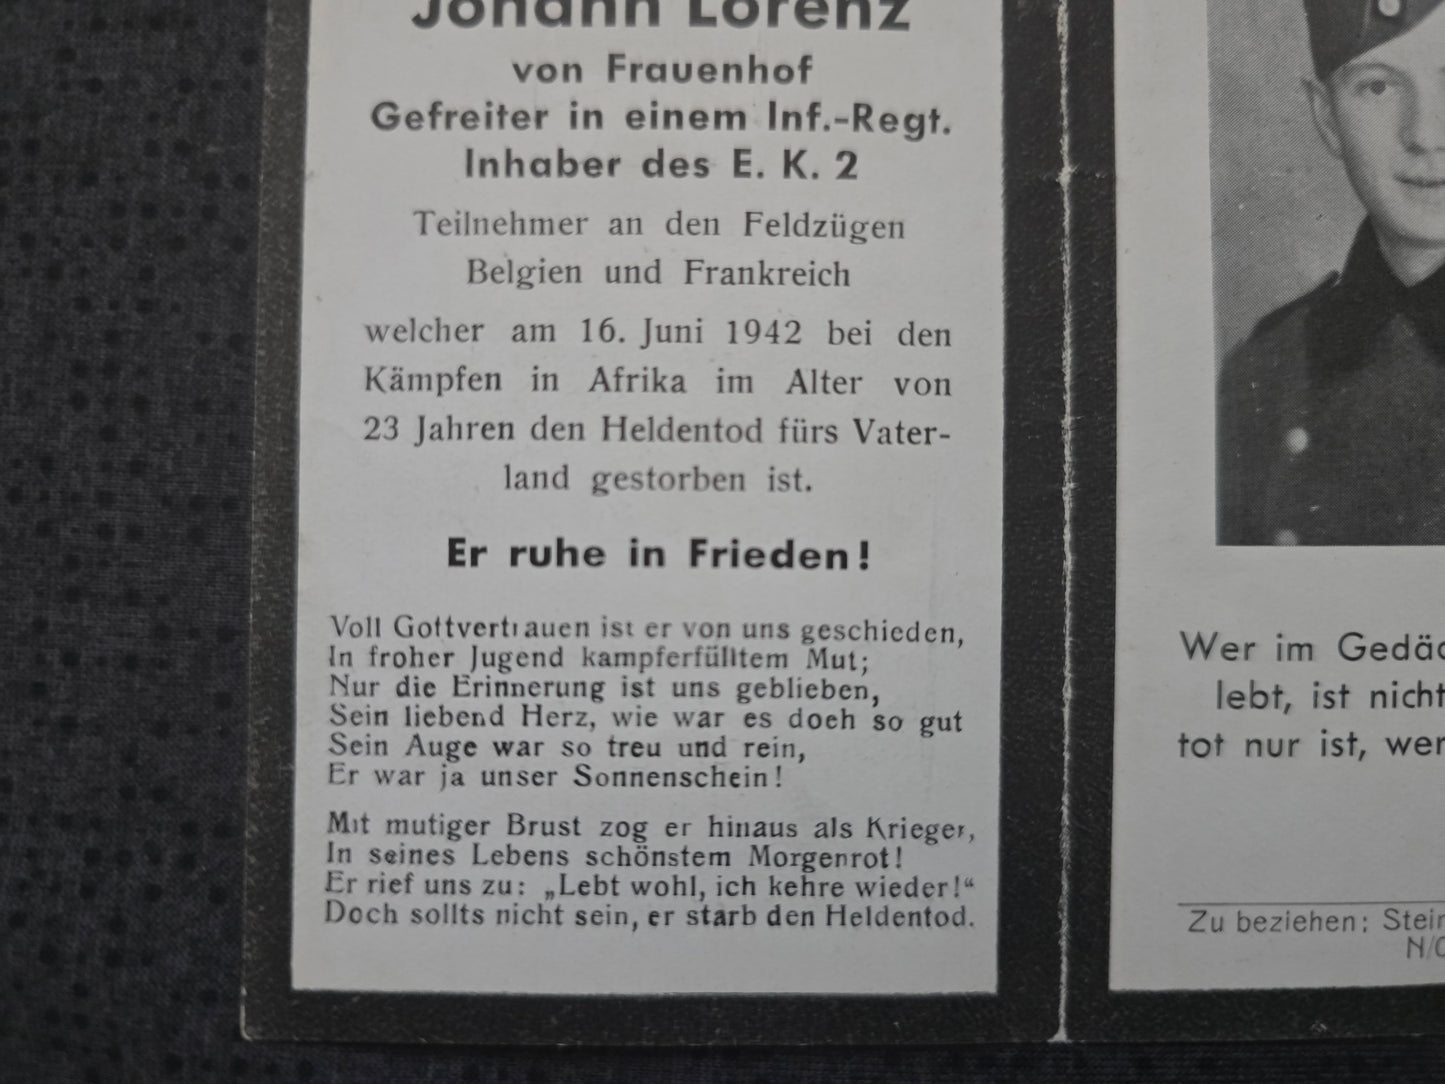 Johann Lorenz
von Frauenhof
Gefreiter in einem Inf.-Regt.
Inhaber des E. K. 2
Teilnehmer an den Feldzügen
Belgien und Frankreich
welcher am 16. Juni 1942 bei den
Kämpfen in Afrika im Alter von
23 Jahren den Heldentod fürs Vater-
land gestorben ist.
Er ruhe in Frieden!
Voll Gottvertrauen ist er von uns geschieden,
In froher Jugend kampferfülltem Mut;
Nur die Erinnerung ist uns geblieben,
Sein liebend Herz, wie war es doch so gut
Sein Auge war so treu und rein,
Er war ja unser Sonnenschein!
Mit mutiger Brust zog er hinaus als Krieger,
In seines Lebens schönstem Morgenrot!
Er rief uns zu: „Lebt wohl, ich kehre wieder!“
Doch sollts nicht sein, er starb den Heldentod.
Wer im Gedäc
lebt, ist nicht
tot nur ist, wer
Zu beziehen: Stein
N/O